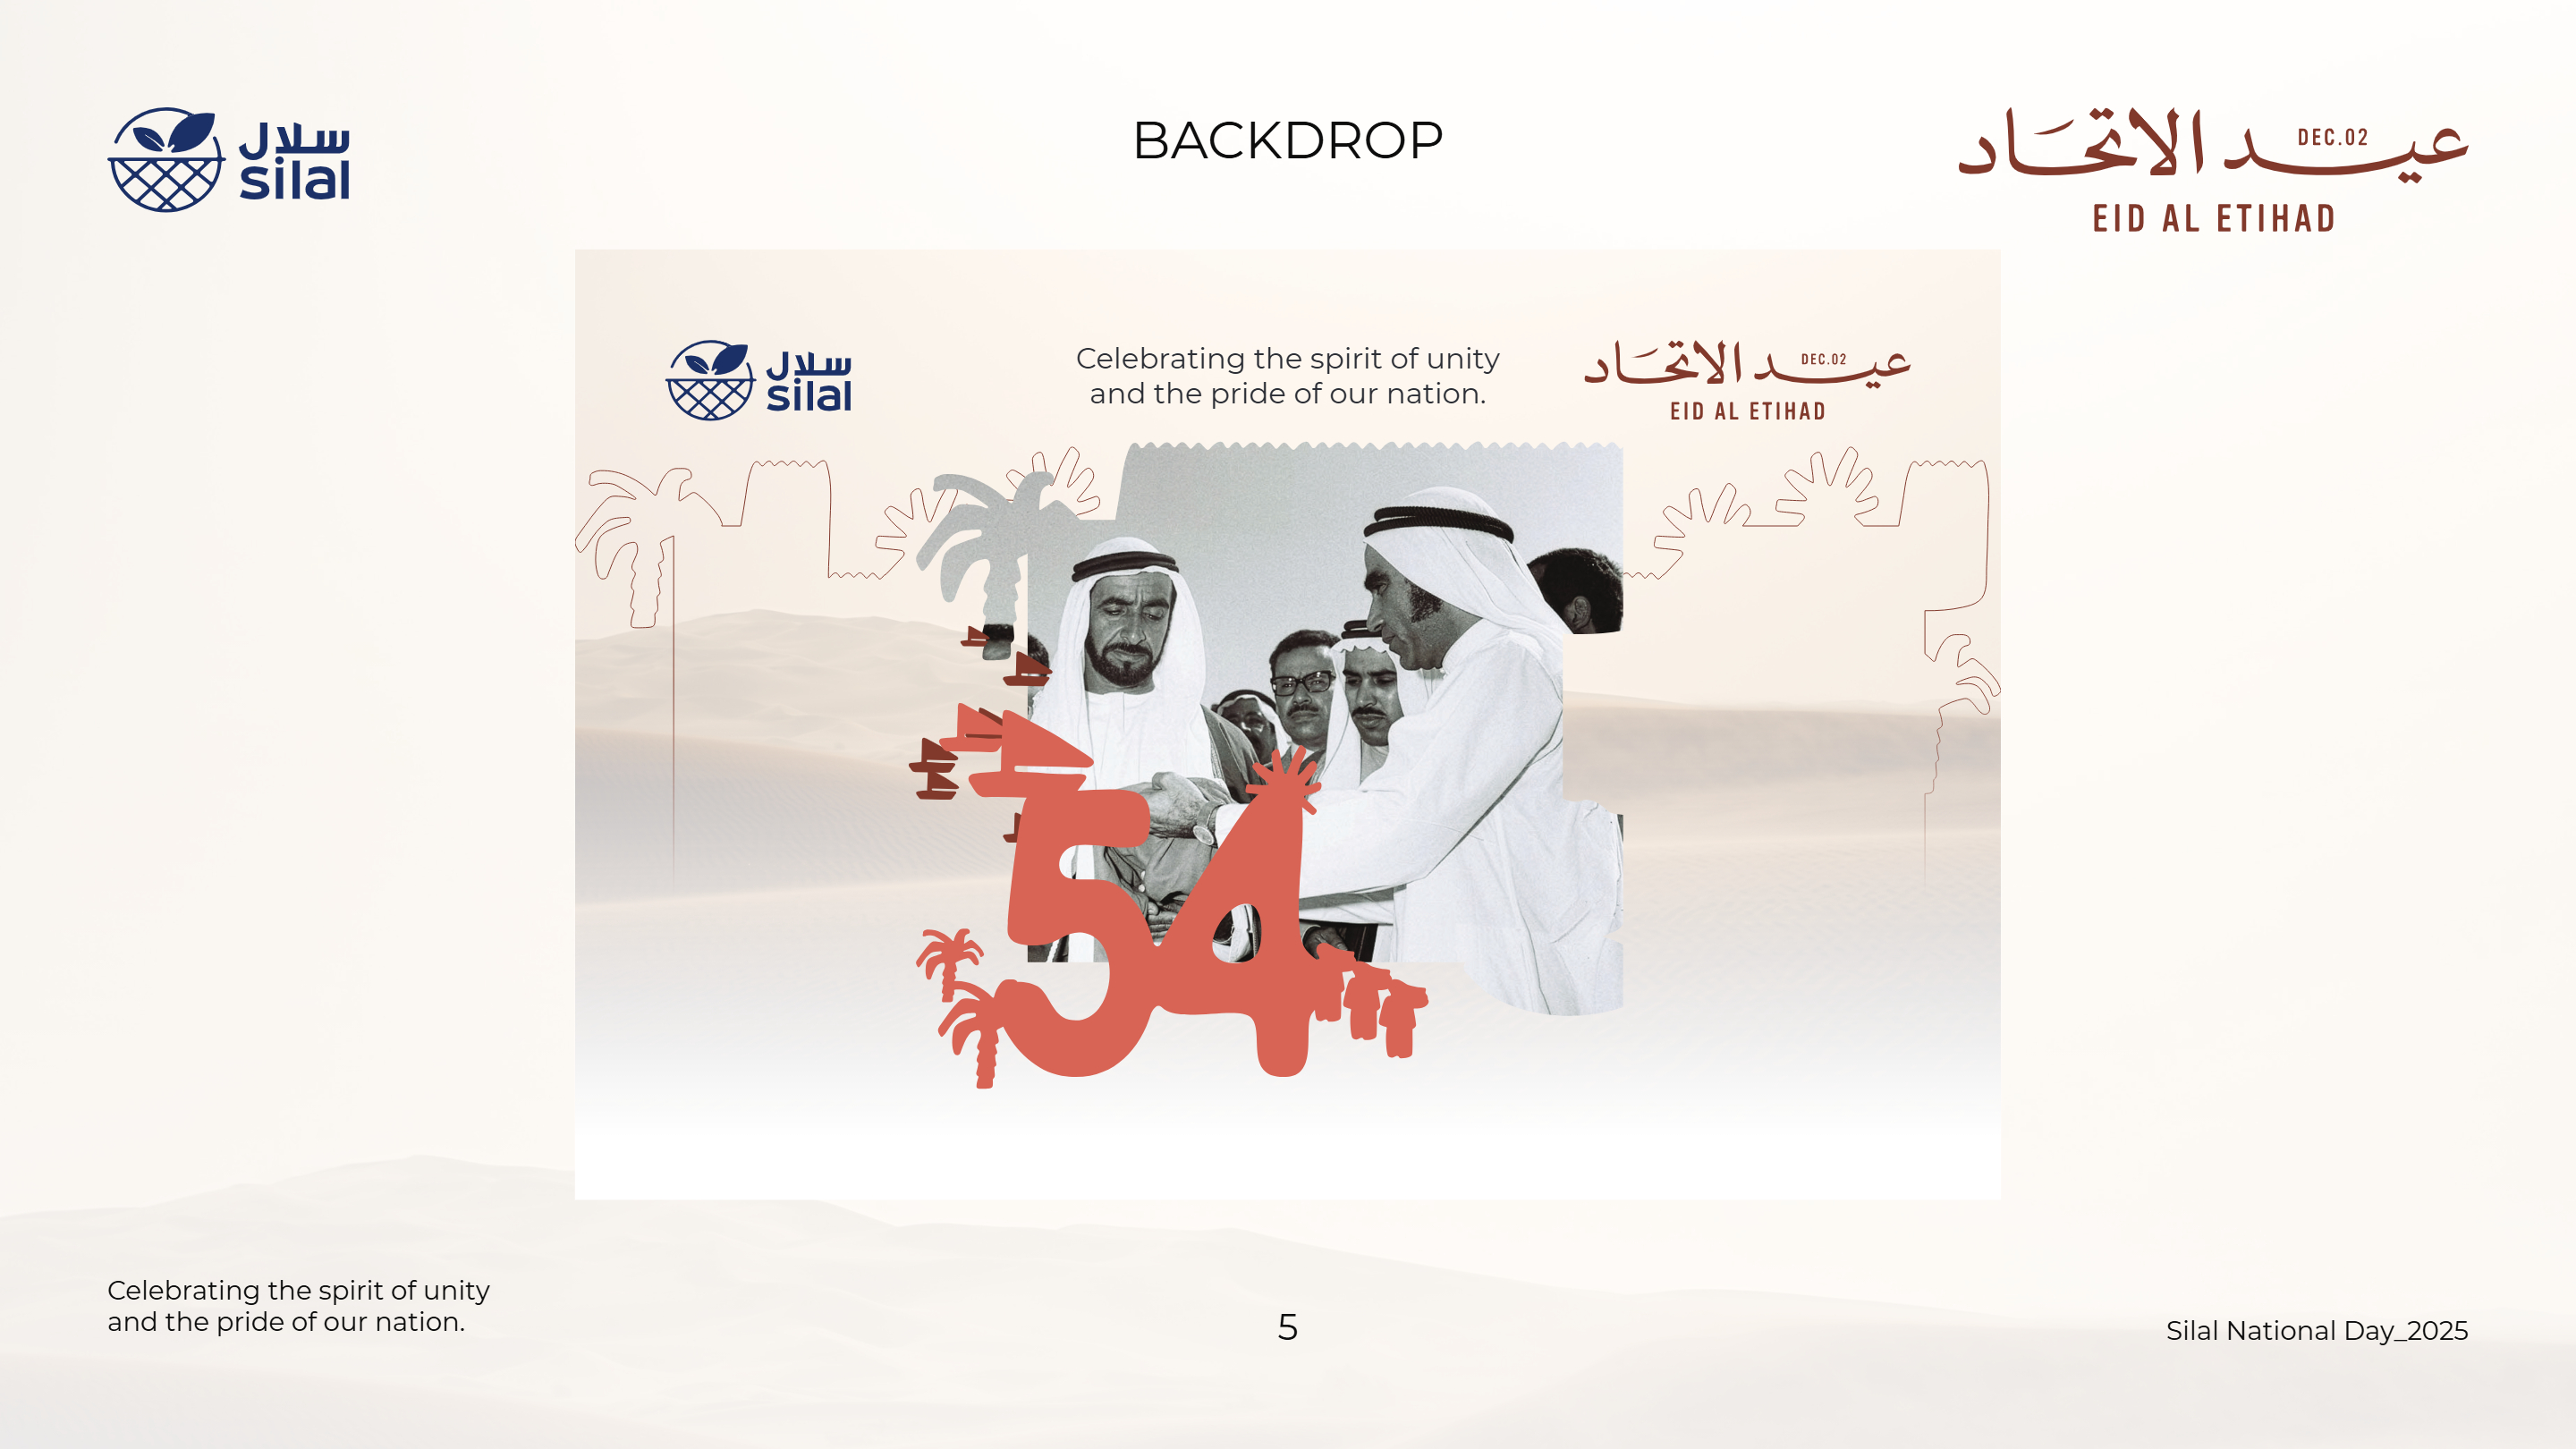 سلال
silal
BACKDROP
عيد الاتحاد
DEC.02
EID AL ETIHAD
سلال
silal
Celebrating the spirit of unity
and the pride of our nation.
عيد الاتحاد
DEC.02
EID AL ETIHAD
54
Celebrating the spirit of unity
and the pride of our nation.
5
Silal National Day_2025